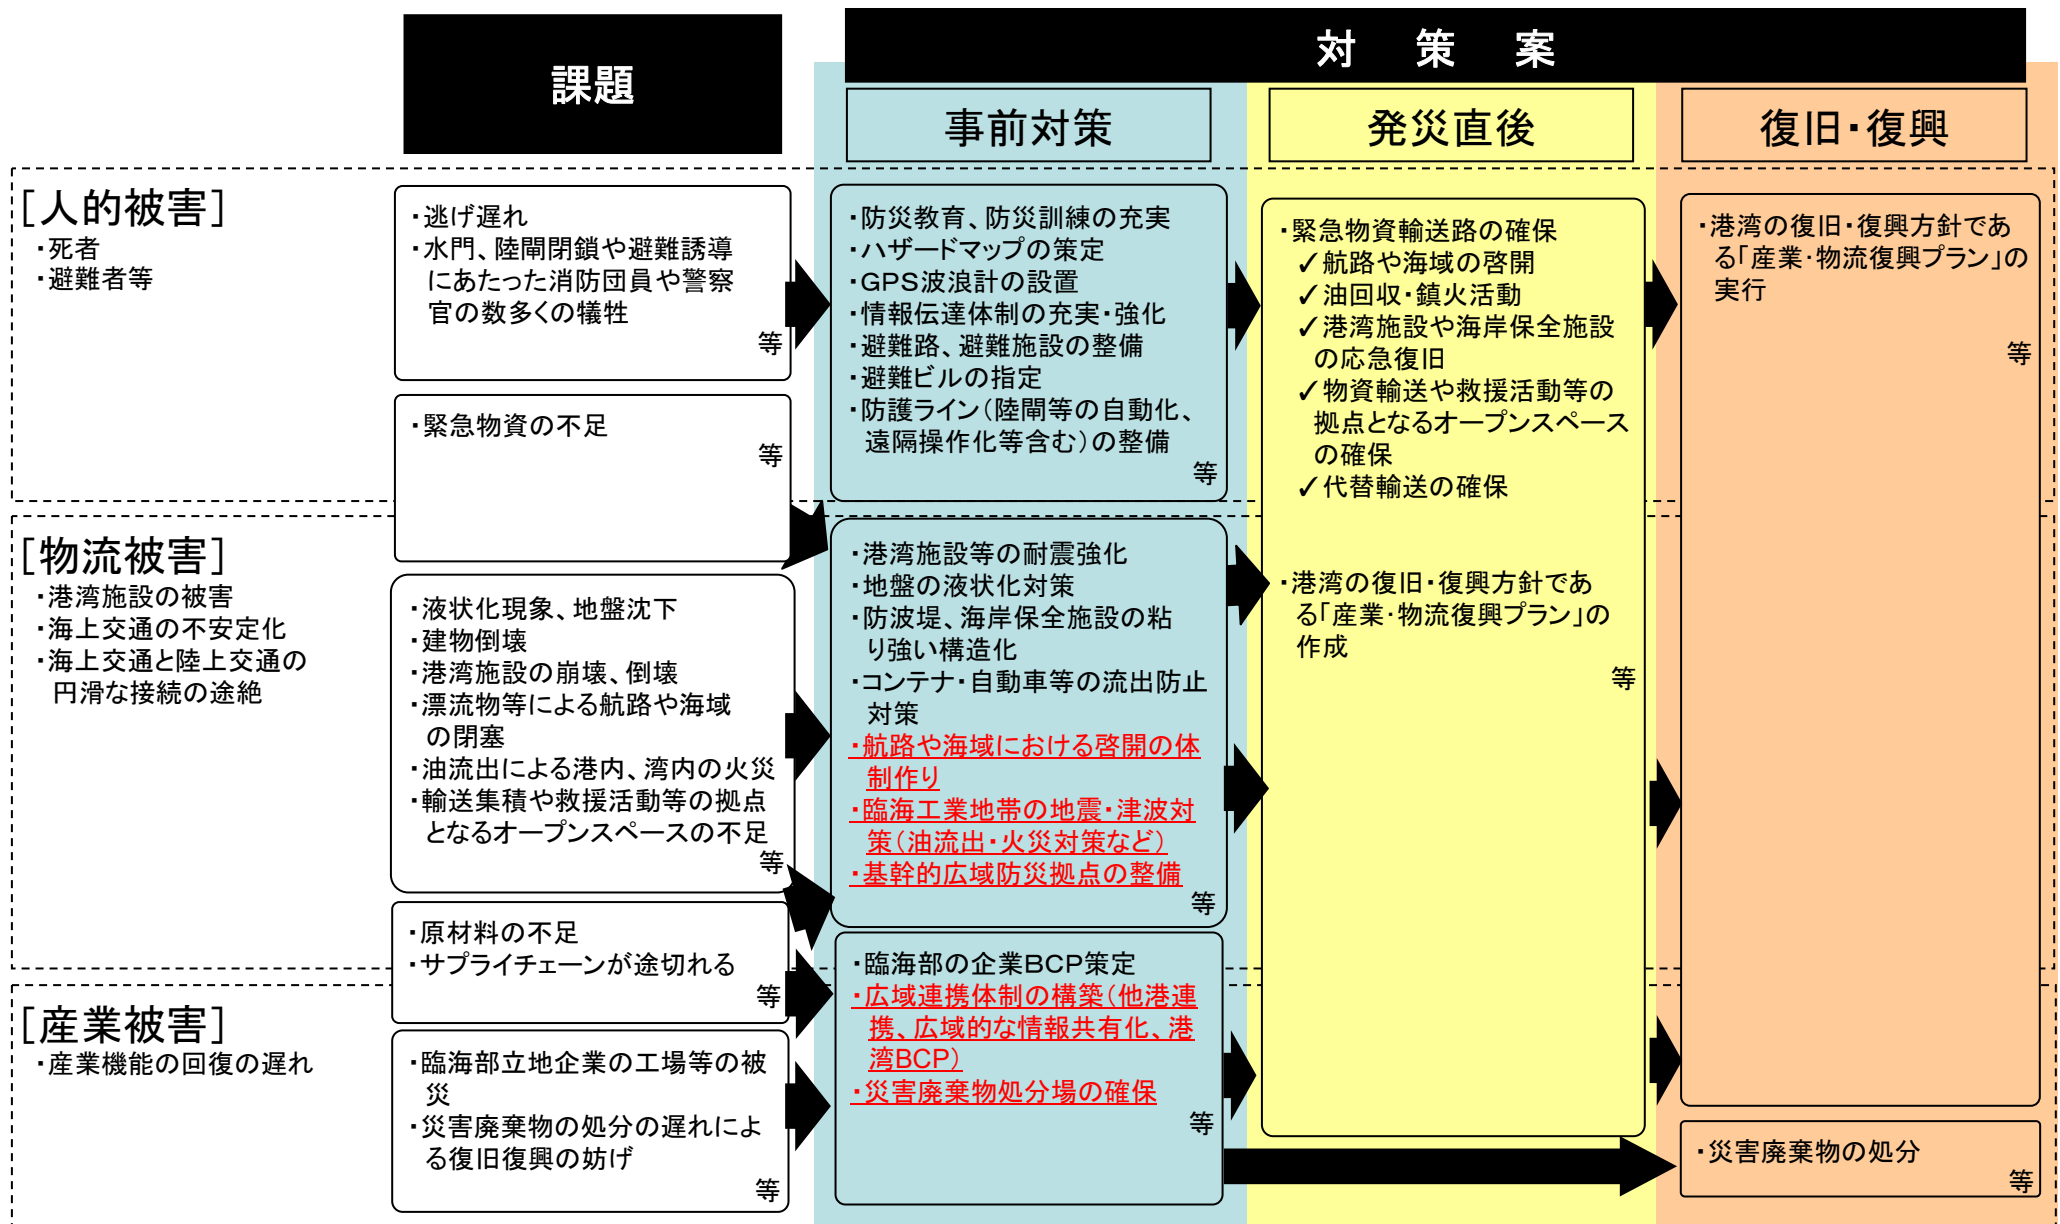 課題
対　策　案
事前対策
発災直後
復旧・復興
［人的被害］
・死者
・避難者等
・逃げ遅れ
・水門、陸閘閉鎖や避難誘導
にあたった消防団員や警察
官の数多くの犠牲
等
・緊急物資の不足
等
・防災教育、防災訓練の充実
・ハザードマップの策定
・GPS波浪計の設置
・情報伝達体制の充実・強化
・避難路、避難施設の整備
・避難ビルの指定
・防護ライン（陸閘等の自動化、
遠隔操作化等含む）の整備
等
・緊急物資輸送路の確保
✓航路や海域の啓開
✓油回収・鎮火活動
✓港湾施設や海岸保全施設
の応急復旧
✓物資輸送や救援活動等の
拠点となるオープンスペース
の確保
✓代替輸送の確保
・港湾の復旧・復興方針であ
る「産業・物流復興プラン」の
作成
等
・港湾の復旧・復興方針であ
る「産業・物流復興プラン」の
実行
等
［物流被害］
・港湾施設の被害
・海上交通の不安定化
・海上交通と陸上交通の
円滑な接続の途絶
・液状化現象、地盤沈下
・建物倒壊
・港湾施設の崩壊、倒壊
・漂流物等による航路や海域
の閉塞
・油流出による港内、湾内の火災
・輸送集積や救援活動等の拠点
となるオープンスペースの不足
等
・港湾施設等の耐震強化
・地盤の液状化対策
・防波堤、海岸保全施設の粘
り強い構造化
・コンテナ・自動車等の流出防止
対策
・航路や海域における啓開の体
制作り
・臨海工業地帯の地震・津波対
策（油流出・火災対策など）
・基幹的広域防災拠点の整備
等
・原材料の不足
・サプライチェーンが途切れる
等
［産業被害］
・産業機能の回復の遅れ
・臨海部立地企業の工場等の被
災
・災害廃棄物の処分の遅れによ
る復旧復興の妨げ
等
・臨海部の企業BCP策定
・広域連携体制の構築（他港連
携、広域的な情報共有化、港
湾BCP）
・災害廃棄物処分場の確保
等
・災害廃棄物の処分
等